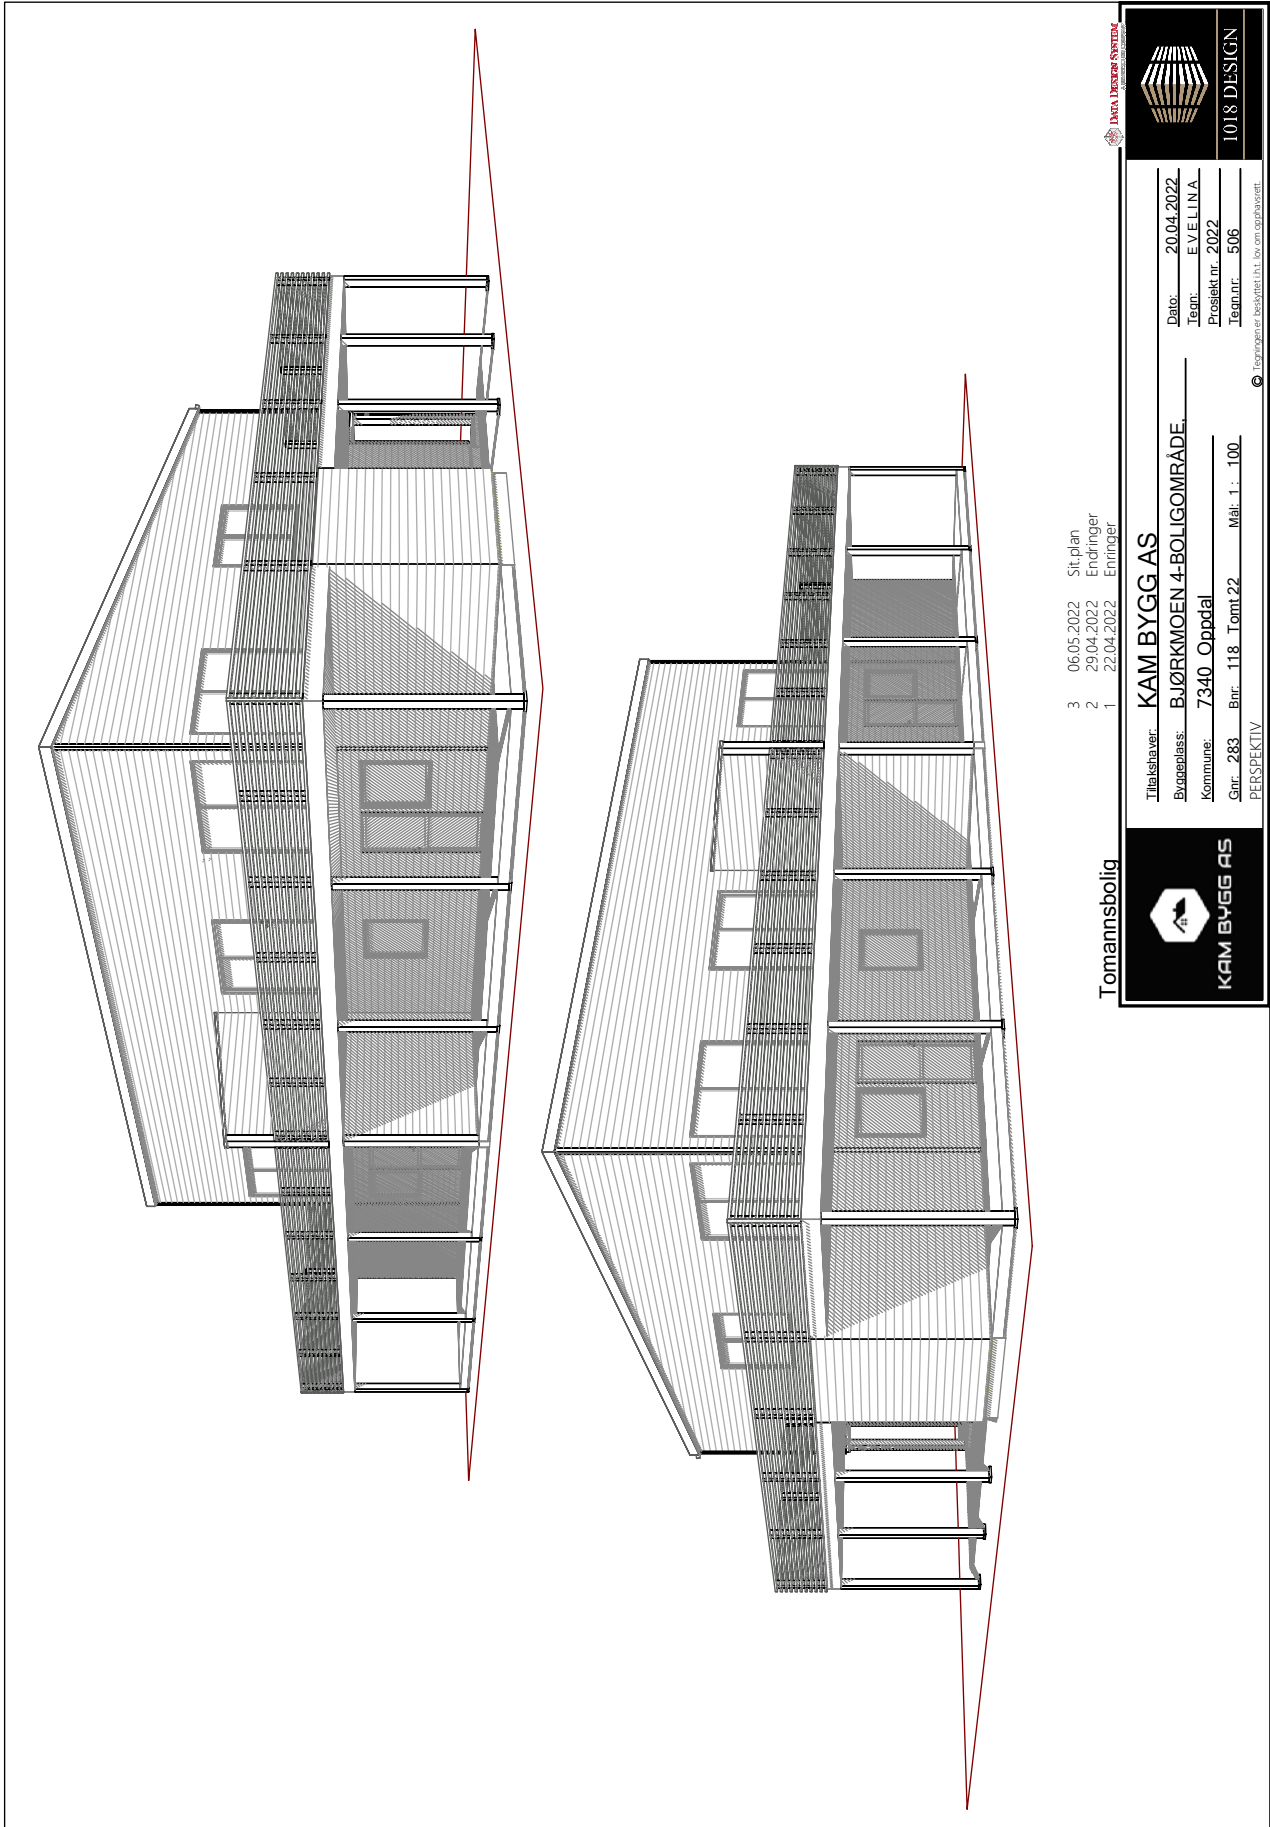 3 06.05.2022 Sit.plan
2 29.04.2022 Endringer
1 22.04.2022 Enringer
Tomannsbolig
DATA DESIGN SYSTEM
KAM BYGG AS
Tiltakshaver: KAM BYGG AS
Byggeplass: BJØRKMOEN 4-BOLIGOMRÅDE.
Kommune: 7340 Oppdal
Gnr: 283 Bnr: 118 Tomt 22 Mål: 1 : 100
PERSPEKTIV
Dato: 20.04.2022
Tegn: E V E L I N A
Prosjekt nr. 2022
Tegn.nr: 506
© Tegningen er beskyttet i.h.t. lov om opphavsrett.
1018 DESIGN